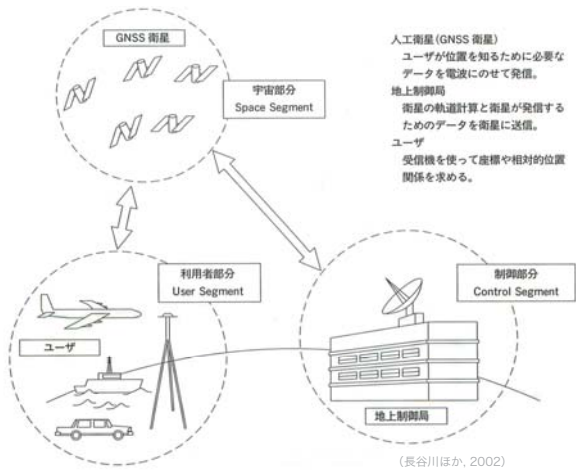 GNSS 衛星
宇宙部分
Space Segment
人工衛星(GNSS 衛星)
ユーザが位置を知るために必要な
データを電波にのせて発信。
地上制御局
衛星の軌道計算と衛星が発信する
ためのデータを衛星に送信。
ユーザ
受信機を使って座標や相対的位置
関係を求める。
利用者部分
User Segment
ユーザ
制御部分
Control Segment
地上制御局
(長谷川ほか, 2002)